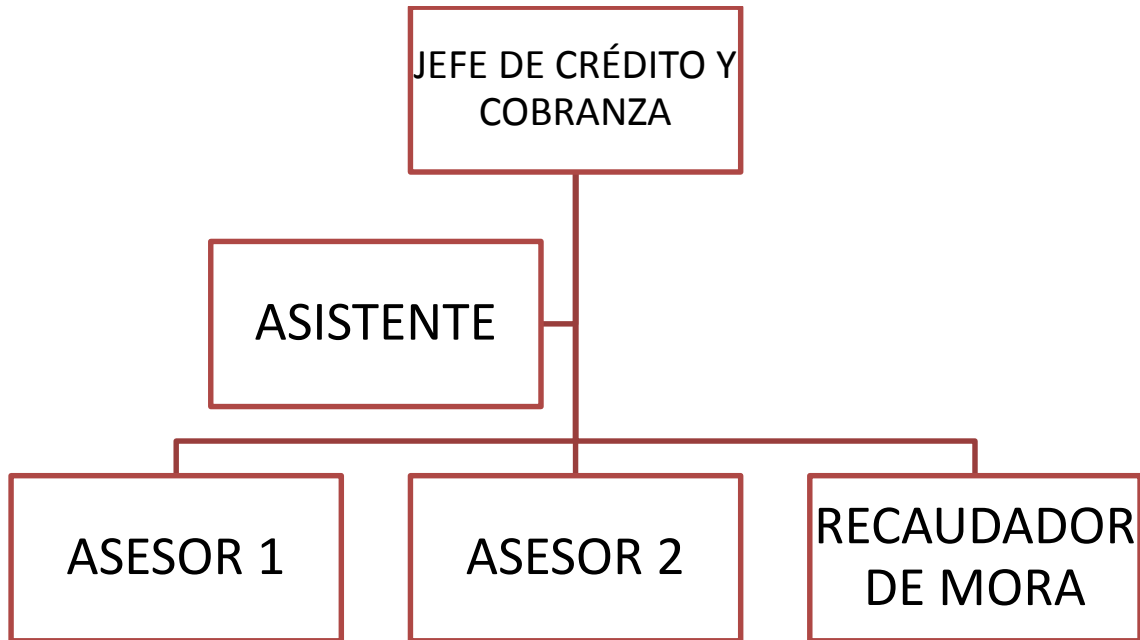 JEFE DE CRÉDITO Y
COBRANZA
ASISTENTE
ASESOR 1
ASESOR 2
RECAUDADOR
DE MORA